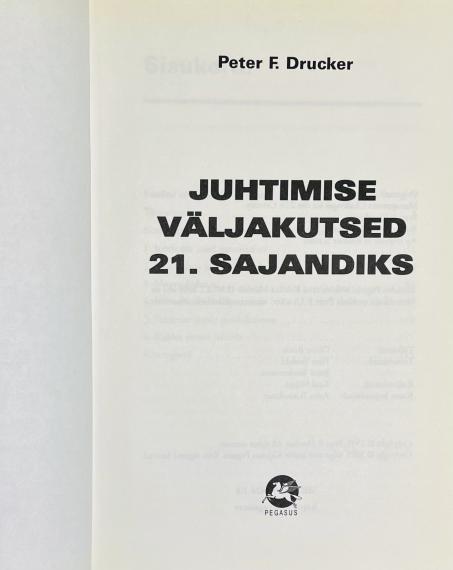 Peter F. Drucker
JUHTIMISE
VÄLJAKUTSED
21. SAJANDIKS
PEGASUS